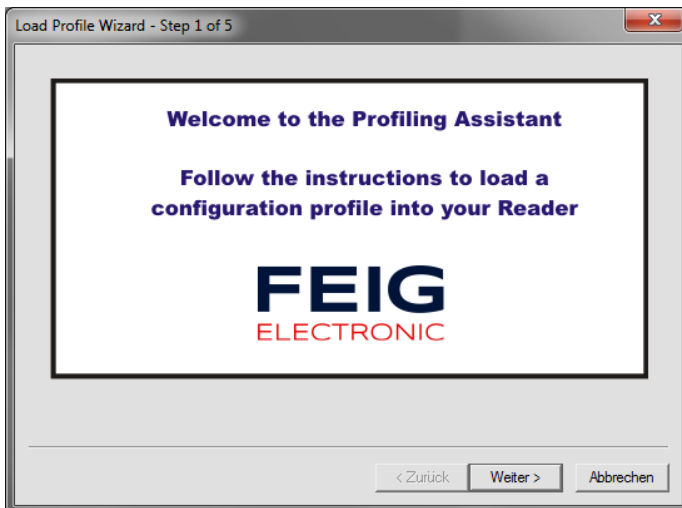 Load Profile Wizard - Step 1 of 5
Welcome to the Profiling Assistant
Follow the instructions to load a
configuration profile into your Reader
FEIG
ELECTRONIC
< Zurück Weiter > Abbrechen